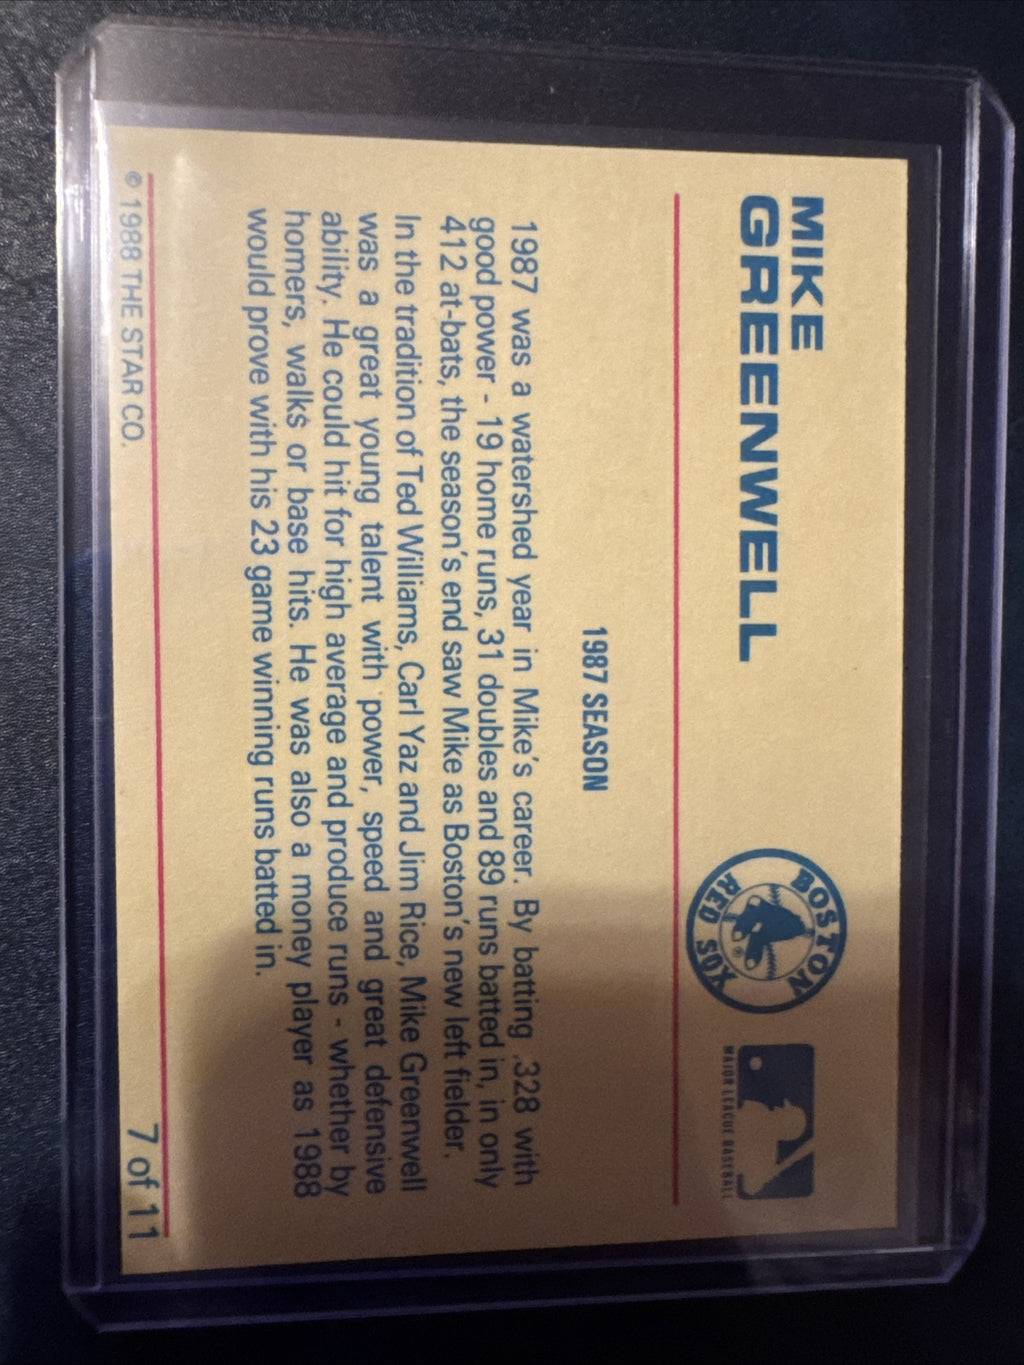 MIKE
GREENWELL
BOSTON
RED SOX
®
MAJOR LEAGUE BASEBALL
1987 SEASON
1987 was a watershed year in Mike's career. By batting .328 with
good power - 19 home runs, 31 doubles and 89 runs batted in, in only
412 at-bats, the season's end saw Mike as Boston's new left fielder.
In the tradition of Ted Williams, Carl Yaz and Jim Rice, Mike Greenwell
was a great young talent with power, speed and great defensive
ability. He could hit for high average and produce runs - whether by
homers, walks or base hits. He was also a money player as 1988
would prove with his 23 game winning runs batted in.
© 1988 THE STAR CO.
7 of 11